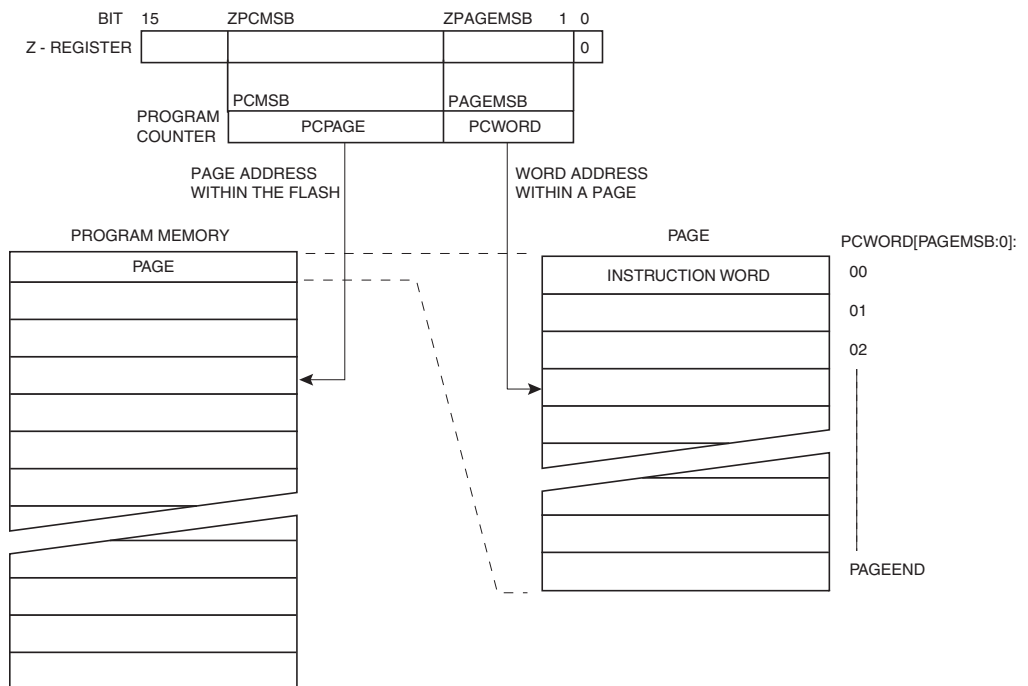 BIT 15 ZPCMSB ZPAGEMSB 1 0
Z - REGISTER 0
PCMSB PAGEMSB
PROGRAM
COUNTER
PCPAGE PCWORD
PAGE ADDRESS
WITHIN THE FLASH
WORD ADDRESS
WITHIN A PAGE
PROGRAM MEMORY
PAGE
PAGE
INSTRUCTION WORD
PCWORD[PAGEMSB:0]:
00
01
02
PAGEEND